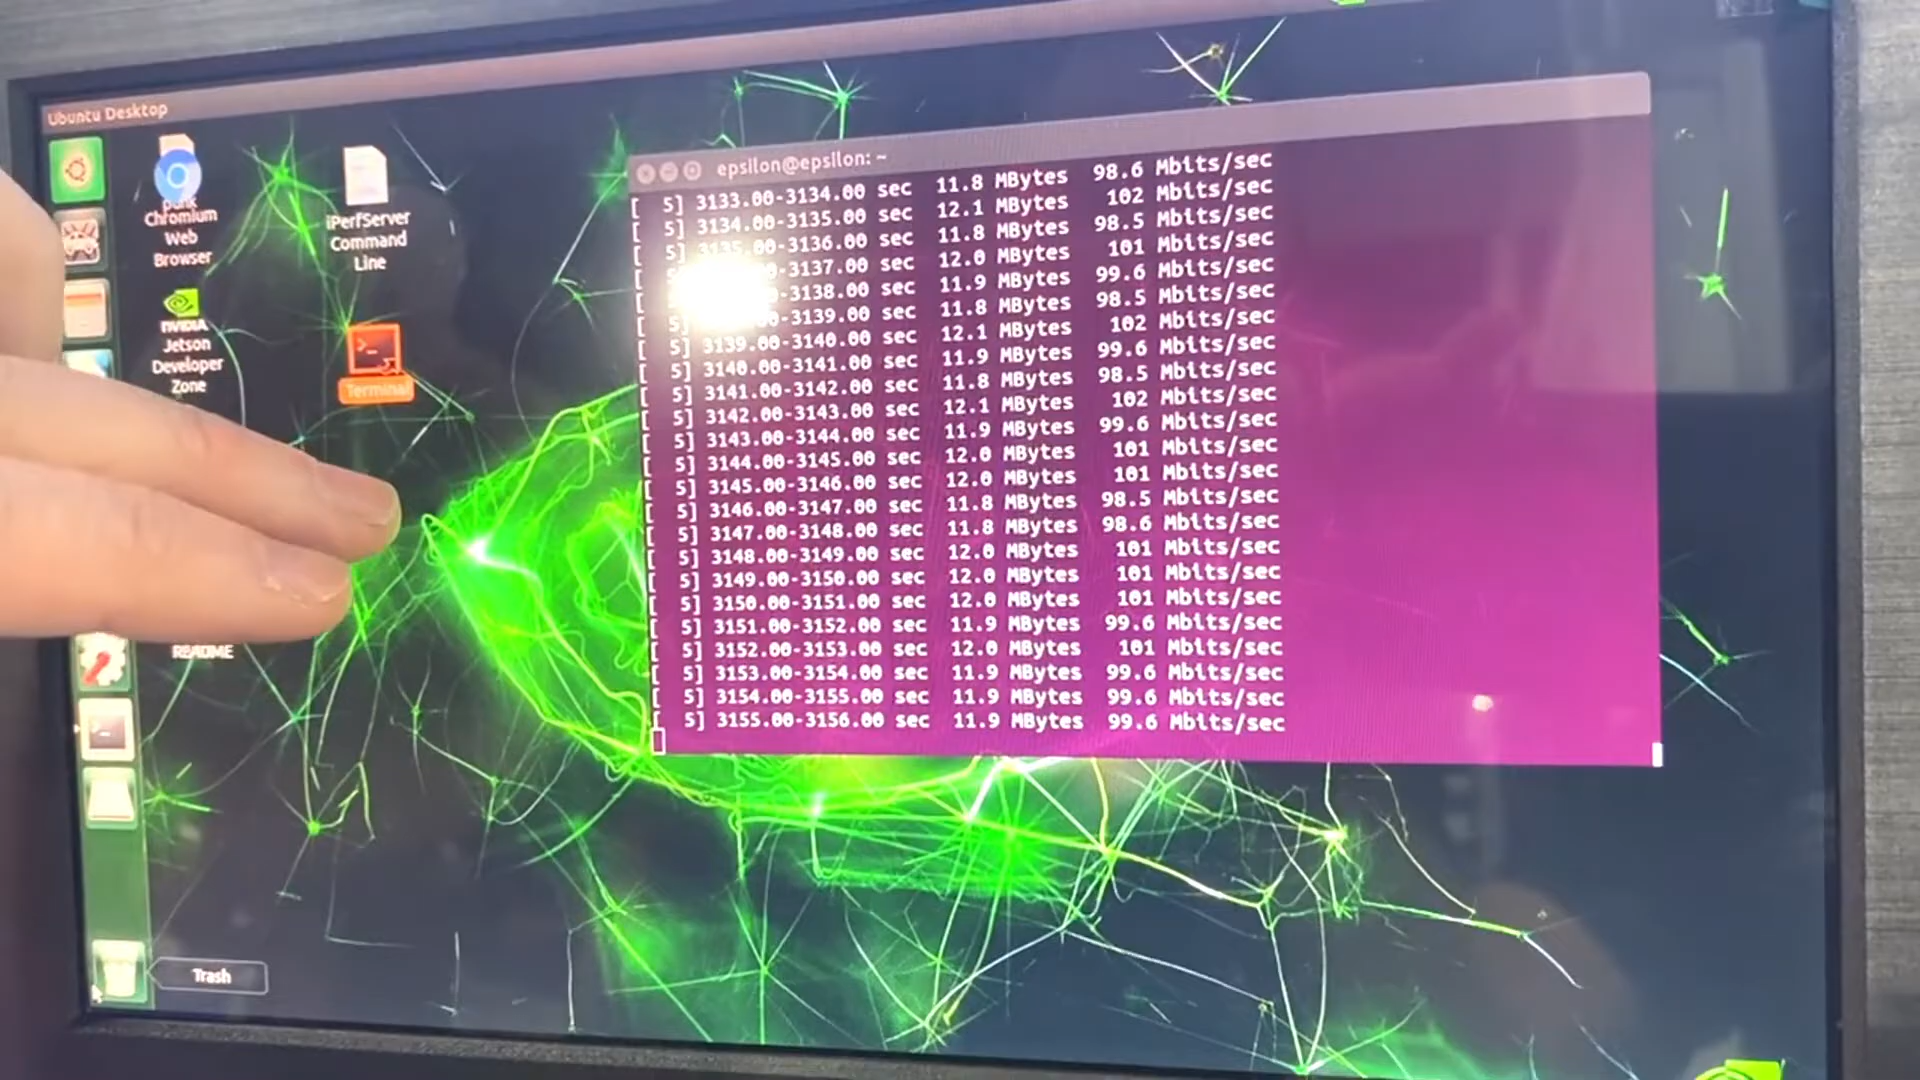 Ubuntu Desktop
Chromium
Web
Browser
iPerfServer
Command
Line
NVIDIA
Jetson
Developer
Zone
Terminal
README
Trash
epsilon@epsilon: ~
[ 5] 3133.00-3134.00 sec 11.8 MBytes 98.6 Mbits/sec
[ 5] 3134.00-3135.00 sec 12.1 MBytes 102 Mbits/sec
[ 5] 3135.00-3136.00 sec 11.8 MBytes 98.5 Mbits/sec
[ -3137.00 sec 12.0 MBytes 101 Mbits/sec
[ -3138.00 sec 11.9 MBytes 99.6 Mbits/sec
[ 5] -3139.00 sec 11.8 MBytes 98.5 Mbits/sec
[ 5] 3139.00-3140.00 sec 12.1 MBytes 102 Mbits/sec
[ 5] 3140.00-3141.00 sec 11.9 MBytes 99.6 Mbits/sec
[ 5] 3141.00-3142.00 sec 11.8 MBytes 98.5 Mbits/sec
[ 5] 3142.00-3143.00 sec 12.1 MBytes 102 Mbits/sec
[ 5] 3143.00-3144.00 sec 11.9 MBytes 99.6 Mbits/sec
[ 5] 3144.00-3145.00 sec 12.0 MBytes 101 Mbits/sec
[ 5] 3145.00-3146.00 sec 12.0 MBytes 101 Mbits/sec
[ 5] 3146.00-3147.00 sec 11.8 MBytes 98.5 Mbits/sec
[ 5] 3147.00-3148.00 sec 11.8 MBytes 98.6 Mbits/sec
[ 5] 3148.00-3149.00 sec 12.0 MBytes 101 Mbits/sec
[ 5] 3149.00-3150.00 sec 12.0 MBytes 101 Mbits/sec
[ 5] 3150.00-3151.00 sec 12.0 MBytes 101 Mbits/sec
[ 5] 3151.00-3152.00 sec 11.9 MBytes 99.6 Mbits/sec
[ 5] 3152.00-3153.00 sec 12.0 MBytes 101 Mbits/sec
[ 5] 3153.00-3154.00 sec 11.9 MBytes 99.6 Mbits/sec
[ 5] 3154.00-3155.00 sec 11.9 MBytes 99.6 Mbits/sec
[ 5] 3155.00-3156.00 sec 11.9 MBytes 99.6 Mbits/sec